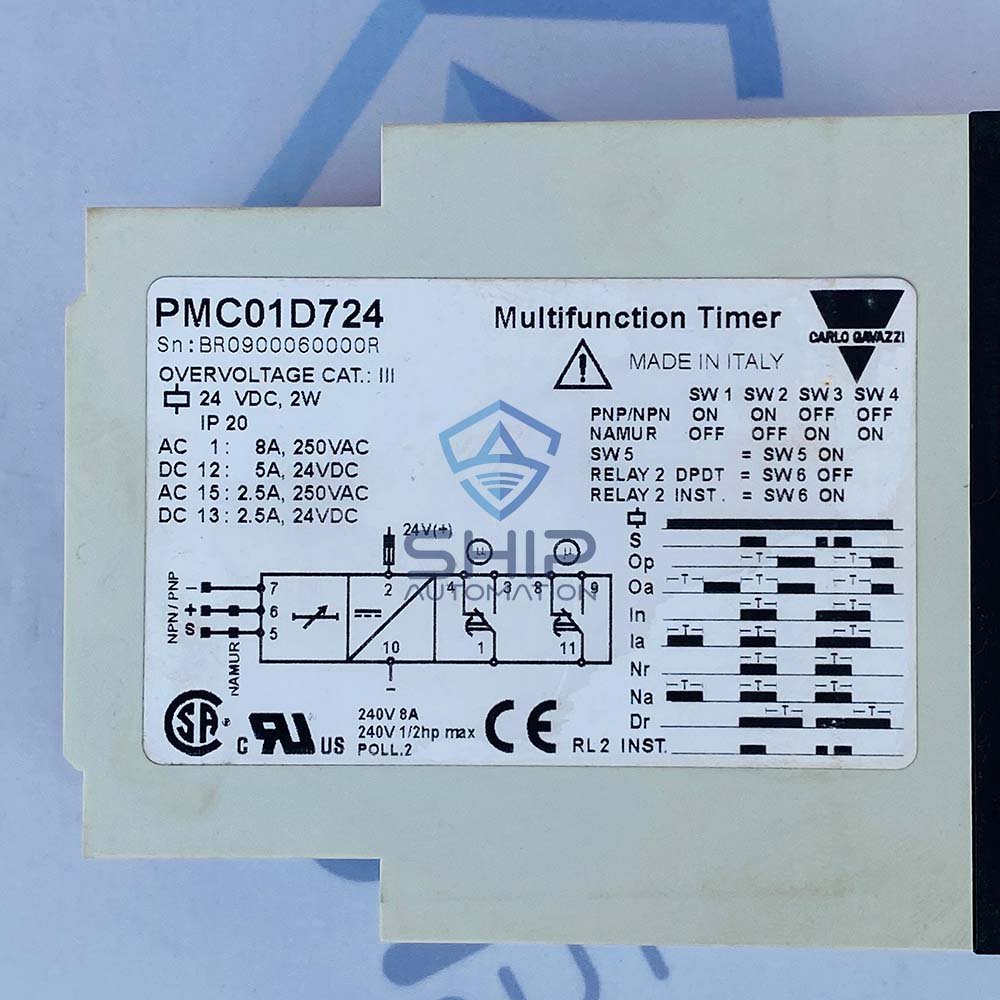 PMC01D724
Multifunction Timer
Sn:BR0900060000R
CARLO GAVAZZI
OVERVOLTAGE CAT.: III
MADE IN ITALY
24 VDC, 2W
IP 20
AC 1: 8A, 250VAC
DC 12: 5A, 24VDC
AC 15: 2.5A, 250VAC
DC 13: 2.5A, 24VDC
SW 1 SW 2 SW 3 SW 4
PNP/NPN ON ON OFF OFF
NAMUR OFF OFF ON ON
SW 5 = SW 5 ON
RELAY 2 DPDT = SW 6 OFF
RELAY 2 INST. = SW 6 ON
SHIP
AUTOMATION
24V(+)
μ μ
- 7 2 4 3 8 9
+ 6
S 5
10 1 11
-
NPN / PNP
NAMUR
S
Op T T
Oa T T T
In T T
Ia T T T
Nr T T
Na T T T
Dr T T
RL 2 INST.
SA ®
C RU US
240V 8A
240V 1/2hp max
POLL.2
CE